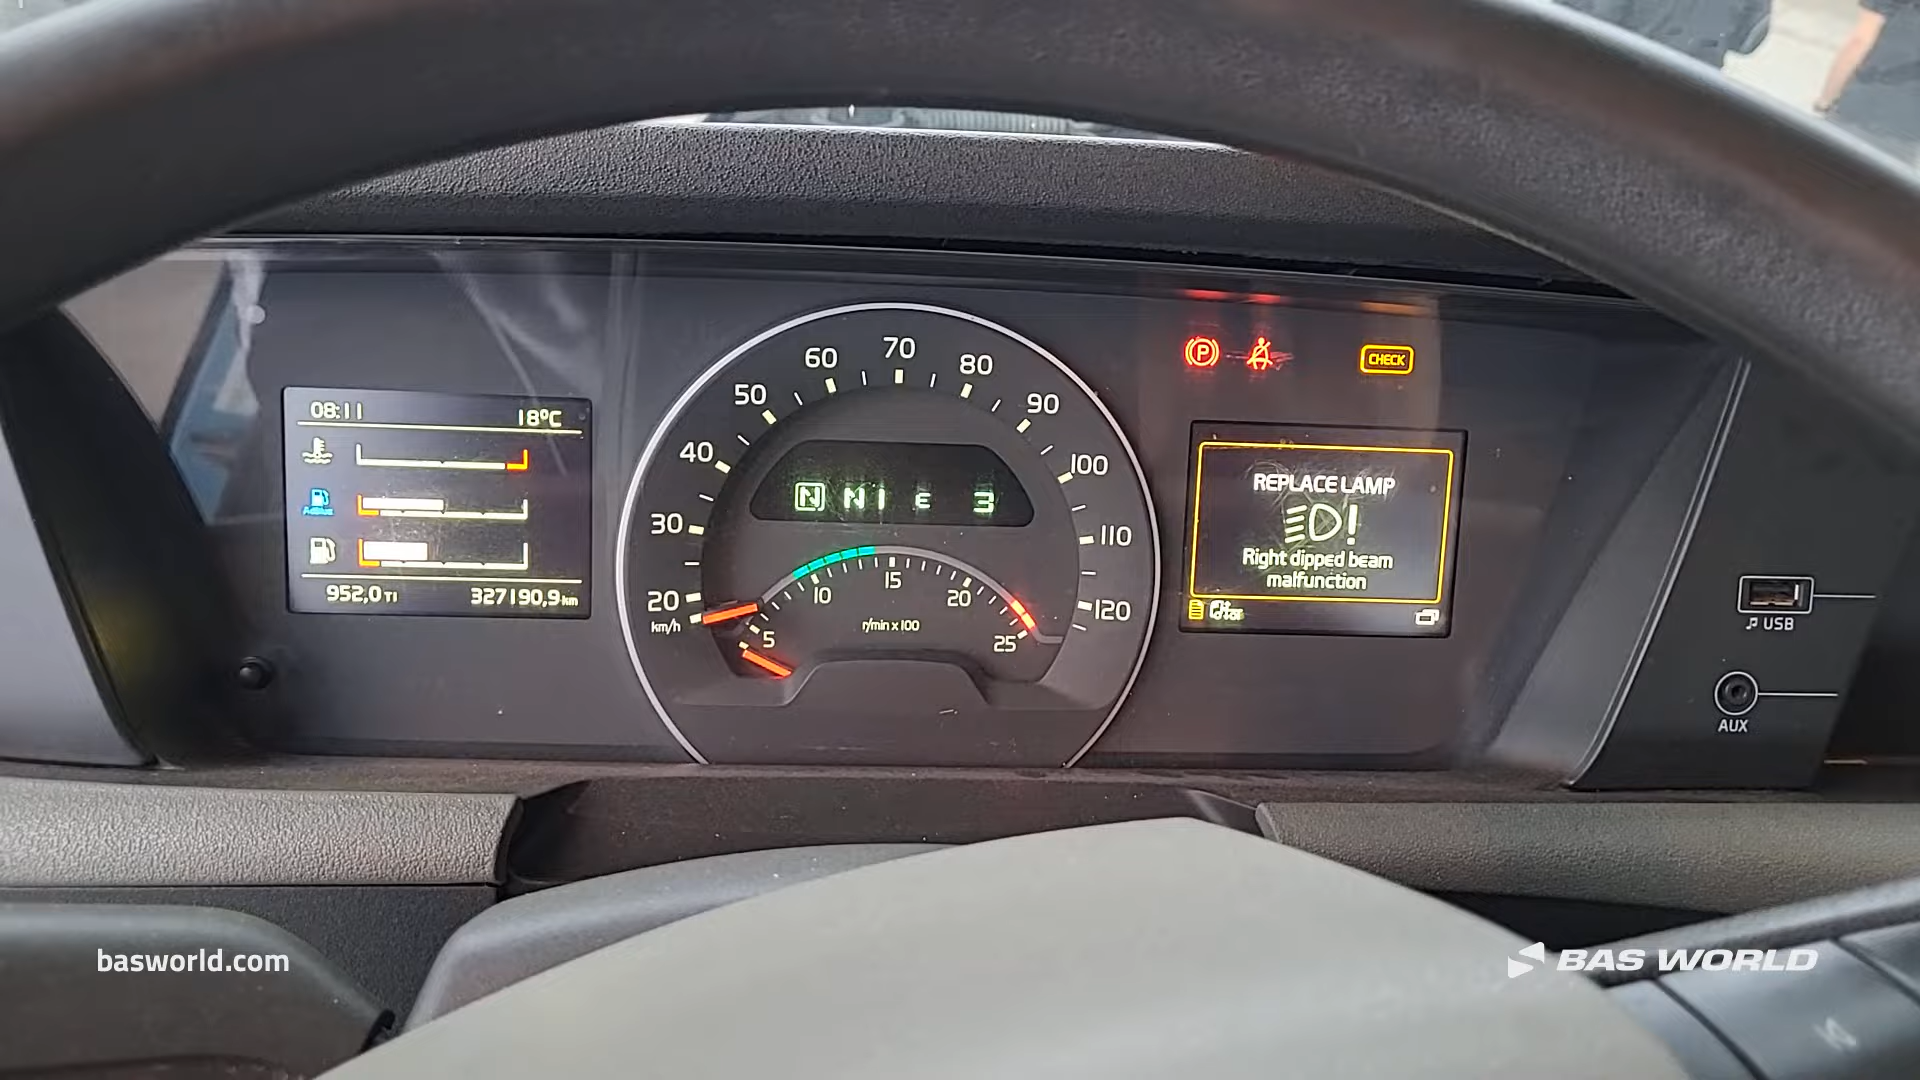 08:11 18°C
AdBlue
952,0 T1 327190,9 km
20 30 40 50 60 70 80 90 100 110 120
km/h
N N 1 E 3
5 10 15 20 25
r/min x 100
P
CHECK
REPLACE LAMP
Right dipped beam
malfunction
USB
AUX
basworld.com
BAS WORLD